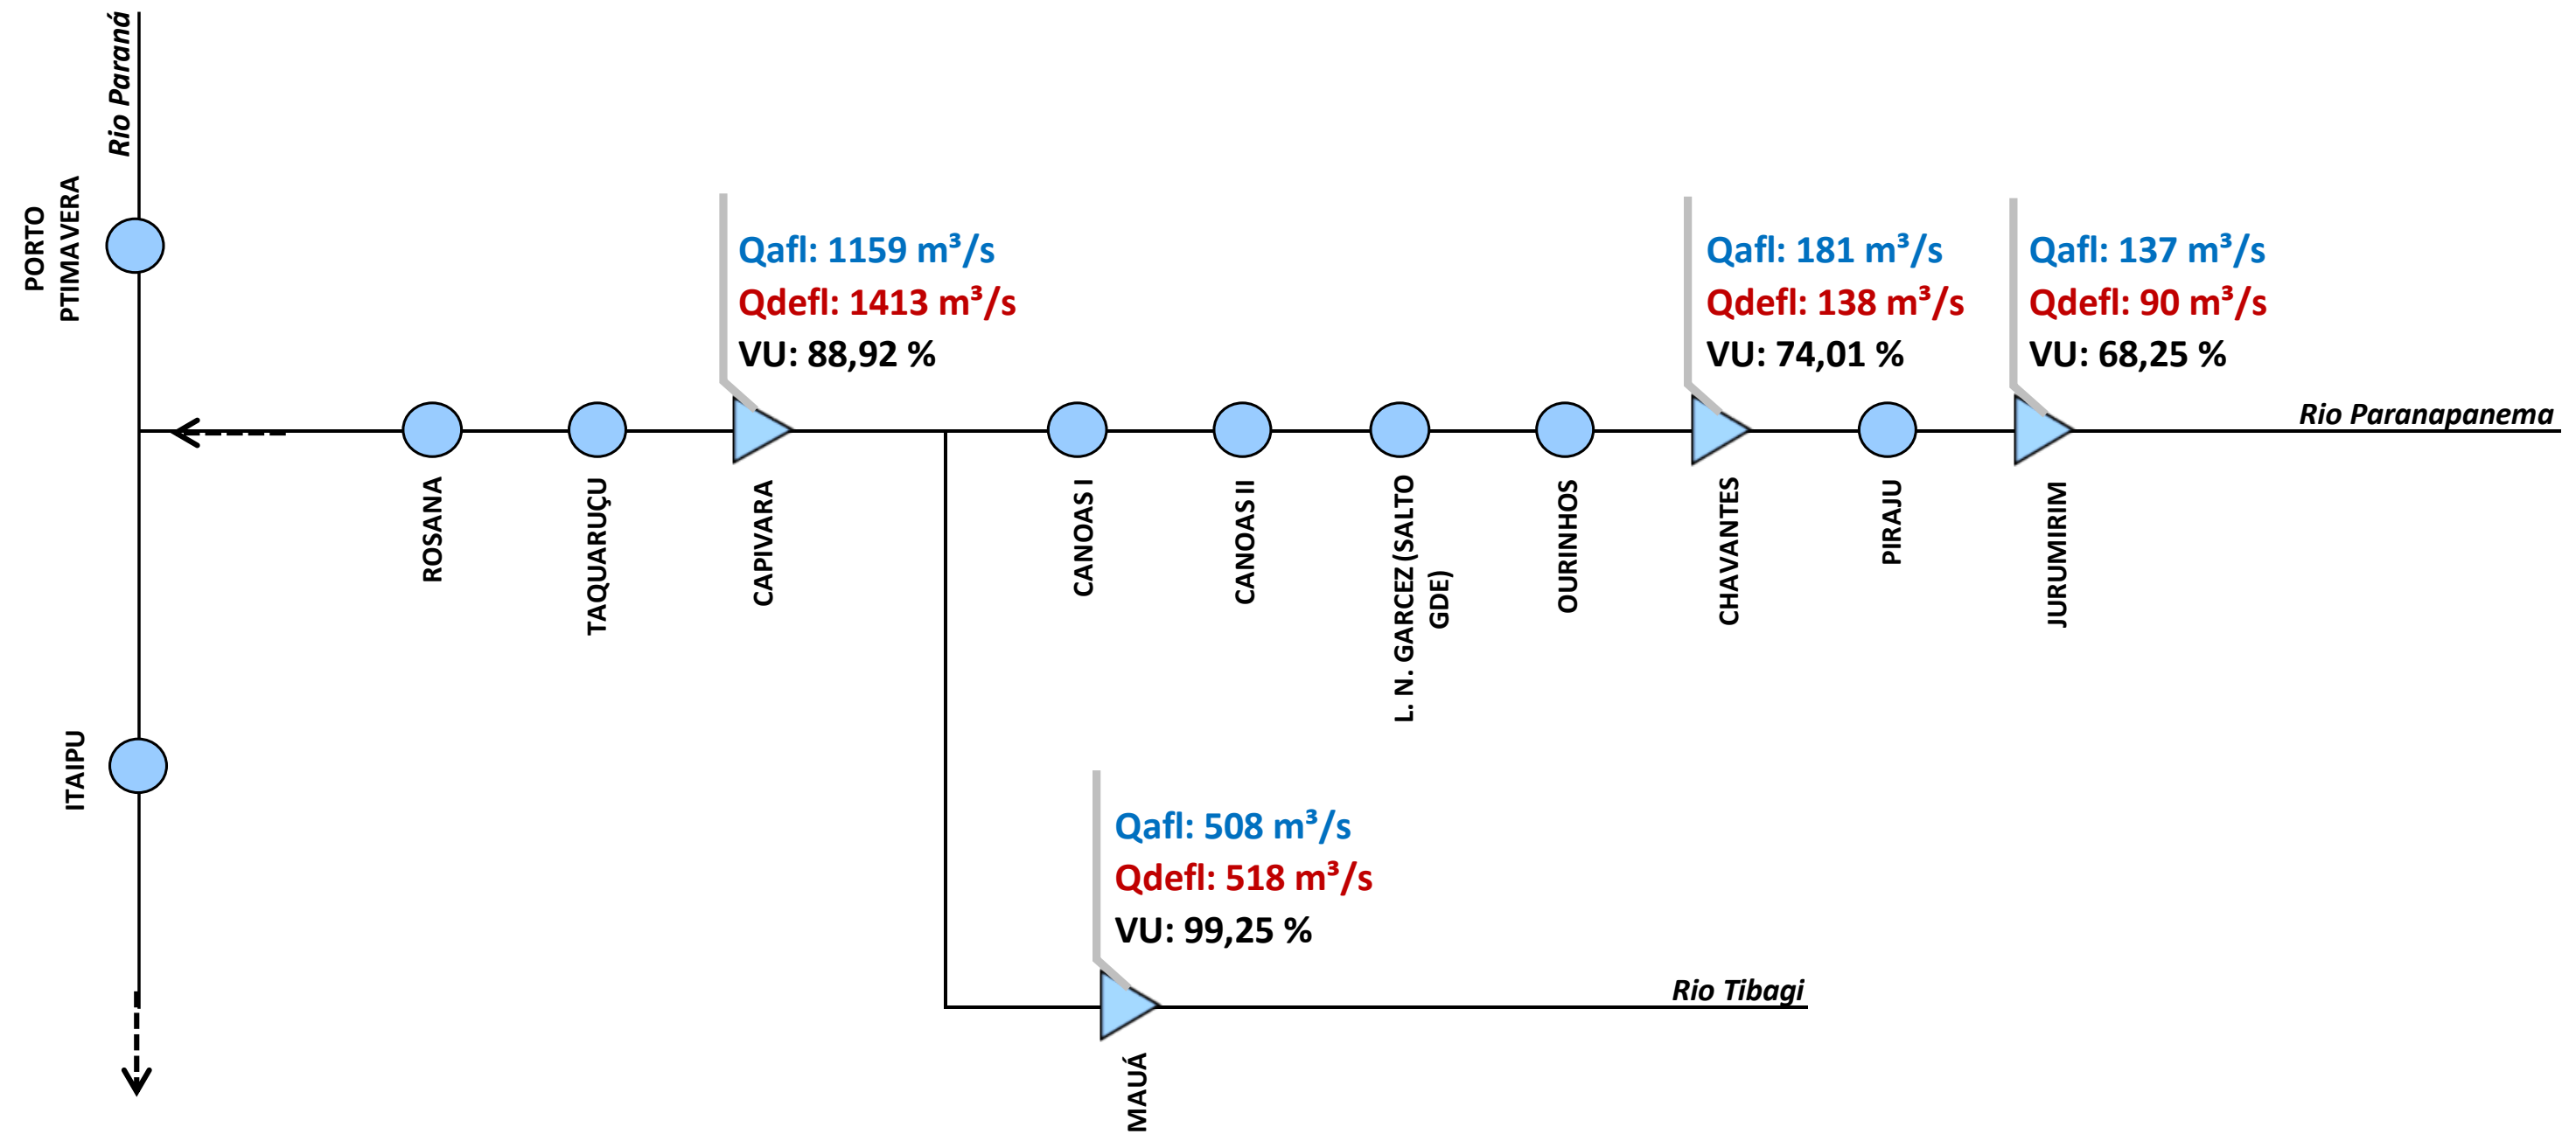 Rio Paraná
PORTO
PTIMAVERA
Qafl: 1159 m³/s
Qdefl: 1413 m³/s
VU: 88,92 %
Qafl: 181 m³/s
Qdefl: 138 m³/s
VU: 74,01 %
Qafl: 137 m³/s
Qdefl: 90 m³/s
VU: 68,25 %
Rio Paranapanema
ROSANA
TAQUARUÇU
CAPIVARA
CANOAS I
CANOAS II
L. N. GARCEZ (SALTO
GDE)
OURINHOS
CHAVANTES
PIRAJU
JURUMIRIM
ITAIPU
Qafl: 508 m³/s
Qdefl: 518 m³/s
VU: 99,25 %
Rio Tibagi
MAUÁ